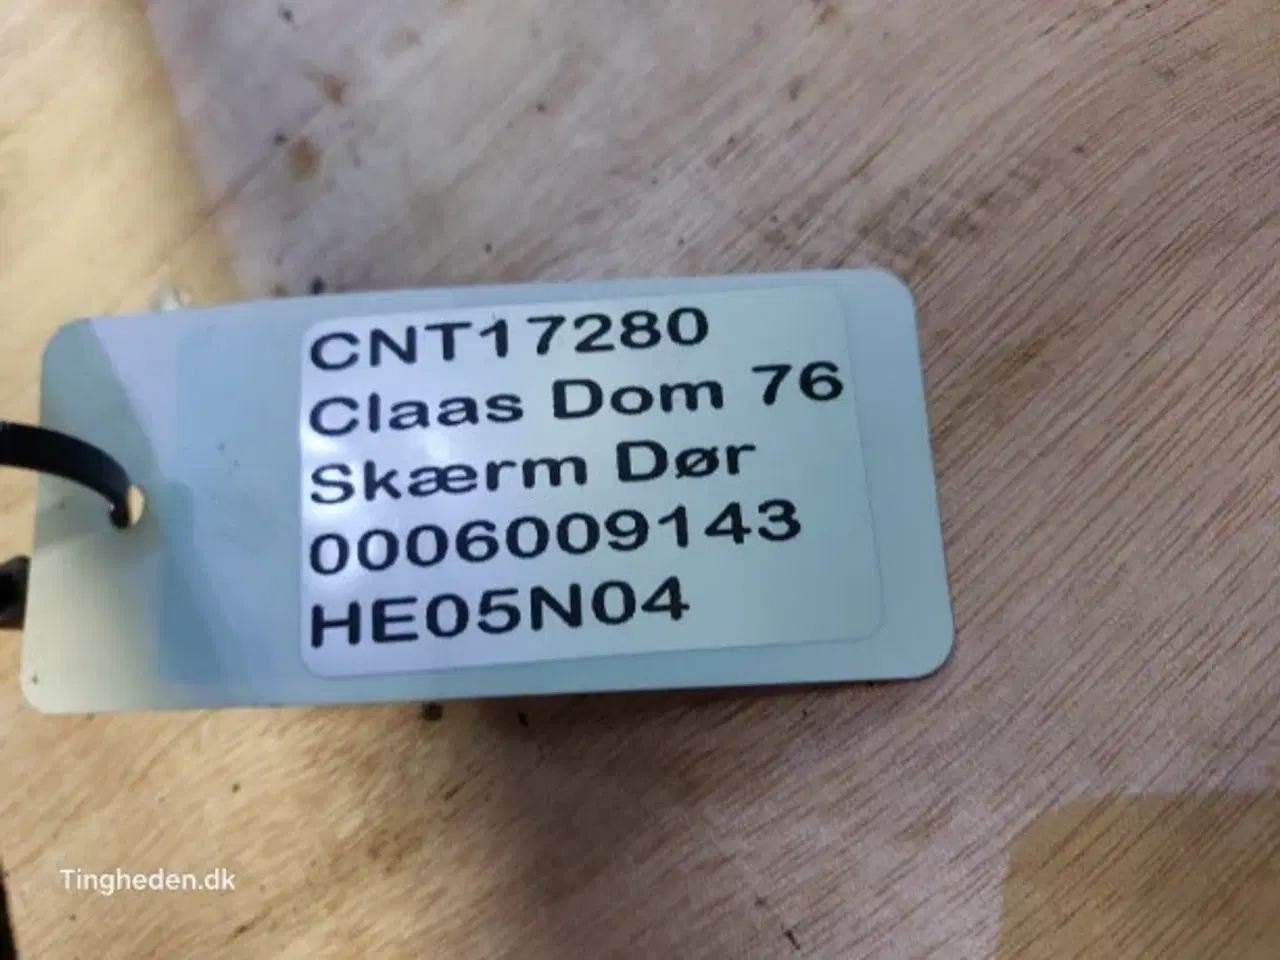 CNT17280
Claas Dom 76
Skærm Dør
0006009143
HE05N04
Tingheden.dk